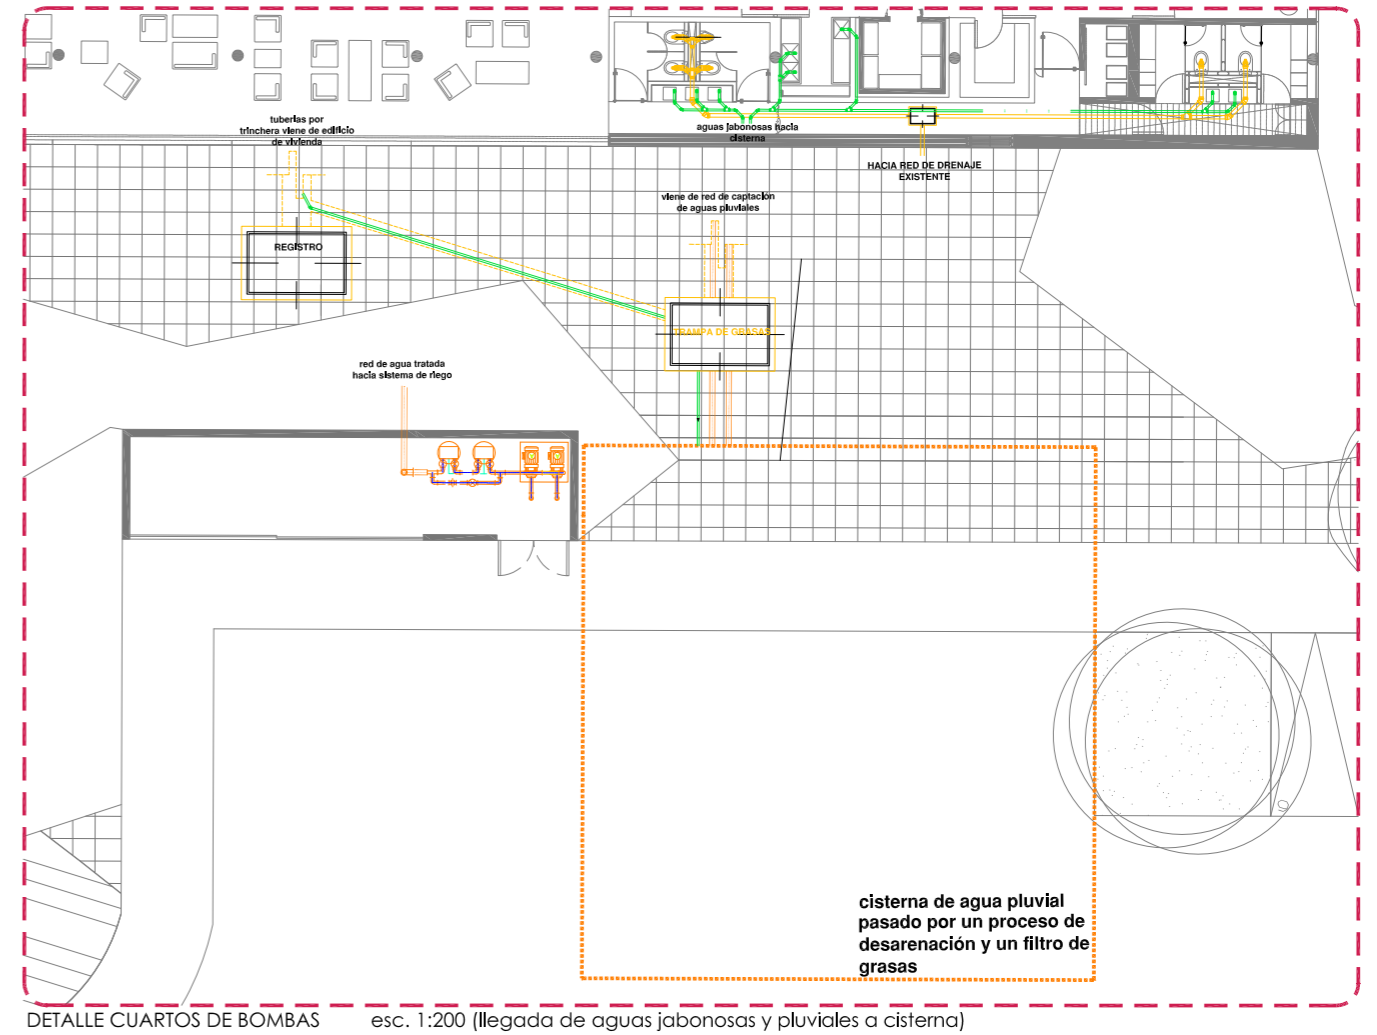 tuberías por
trinchera viene de edificio
de vivienda
aguas jabonosas hacia
cisterna
HACIA RED DE DRENAJE
EXISTENTE
viene de red de captación
de aguas pluviales
REGISTRO
TRAMPA DE GRASAS
red de agua tratada
hacia sistema de riego
cisterna de agua pluvial
pasado por un proceso de
desarenación y un filtro de
grasas
DETALLE CUARTOS DE BOMBAS esc. 1:200 (llegada de aguas jabonosas y pluviales a cisterna)